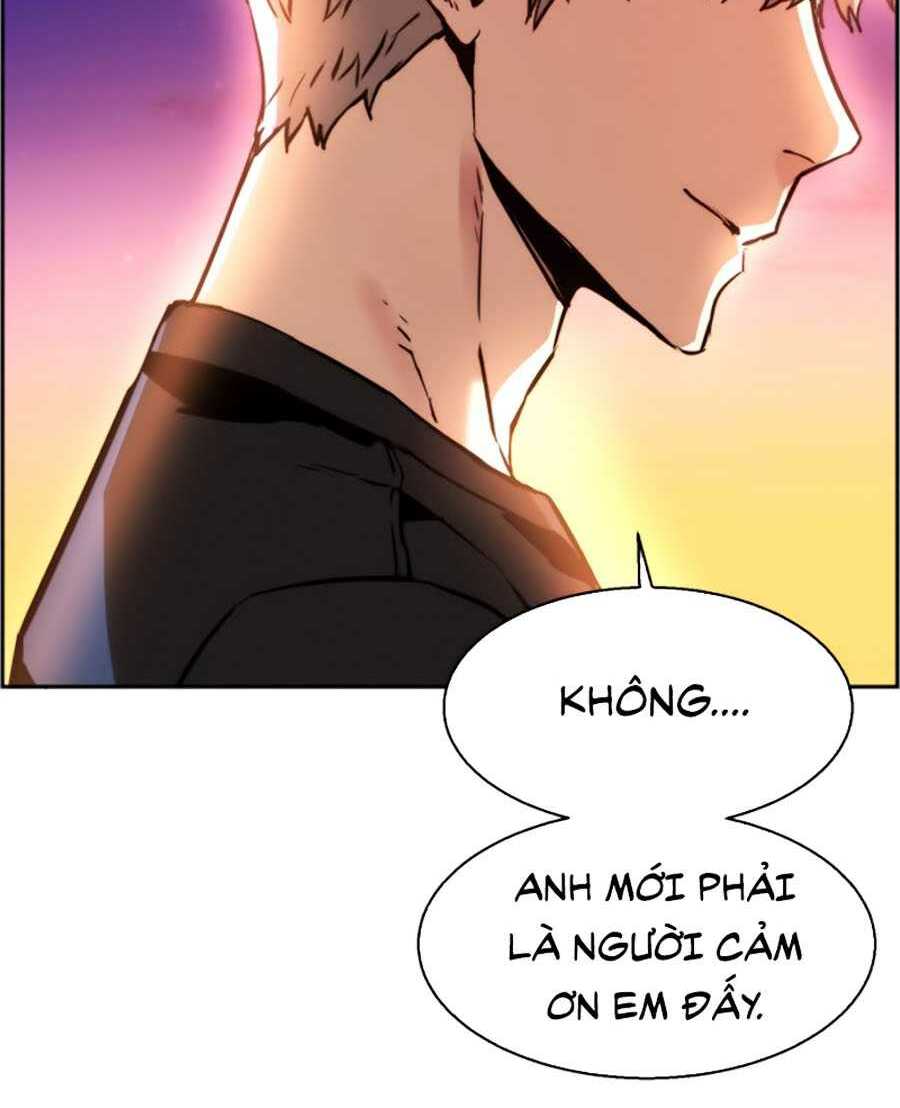 KHÔNG....
ANH MỚI PHẢI
LÀ NGƯỜI CẢM
ƠN EM ĐẤY.